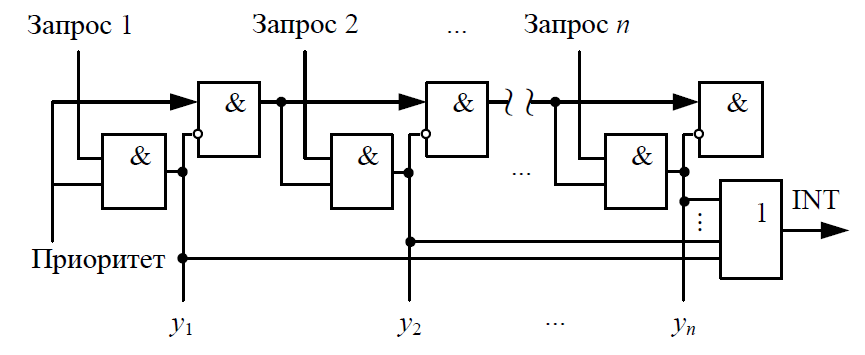 Запрос 1 Запрос 2 ... Запрос n
& & &
& & &
...
1 INT
⋮
Приоритет
y1 y2 ... yn